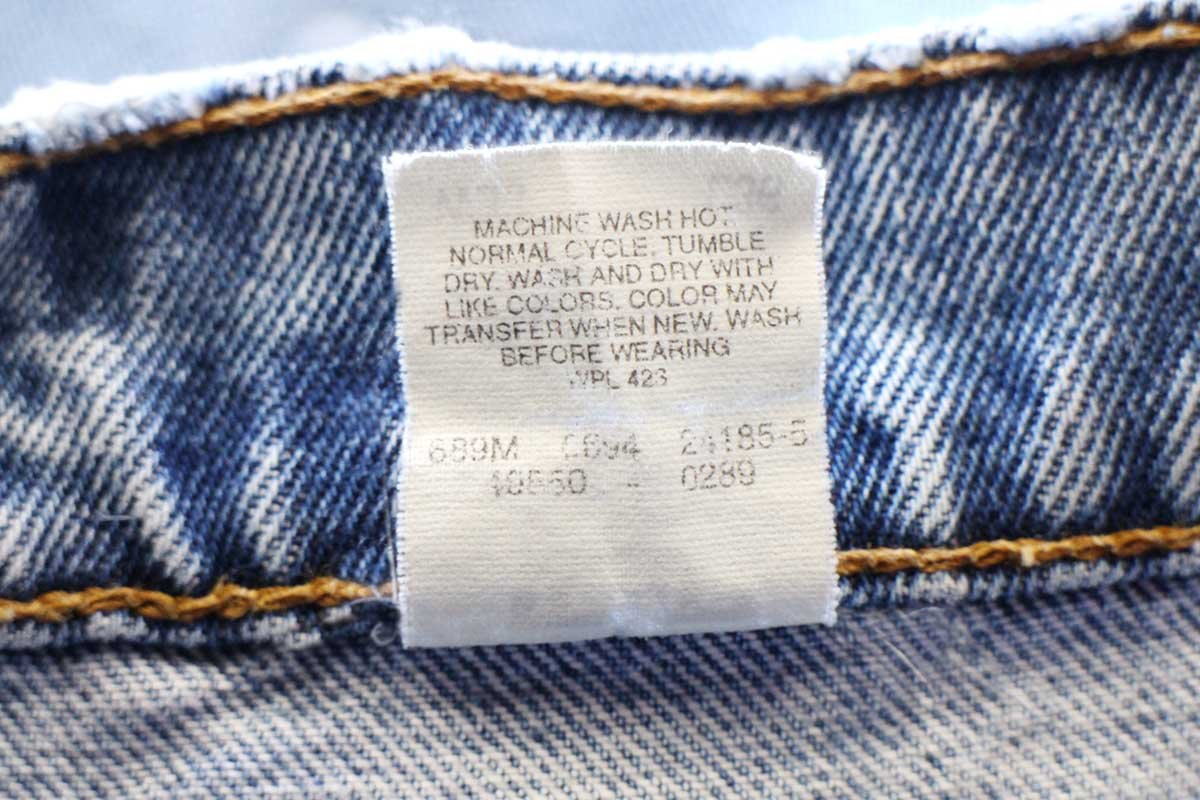 MACHINE WASH HOT.
NORMAL CYCLE. TUMBLE
DRY. WASH AND DRY WITH
LIKE COLORS. COLOR MAY
TRANSFER WHEN NEW. WASH
BEFORE WEARING
WPL 423
689M 24185-5
0289